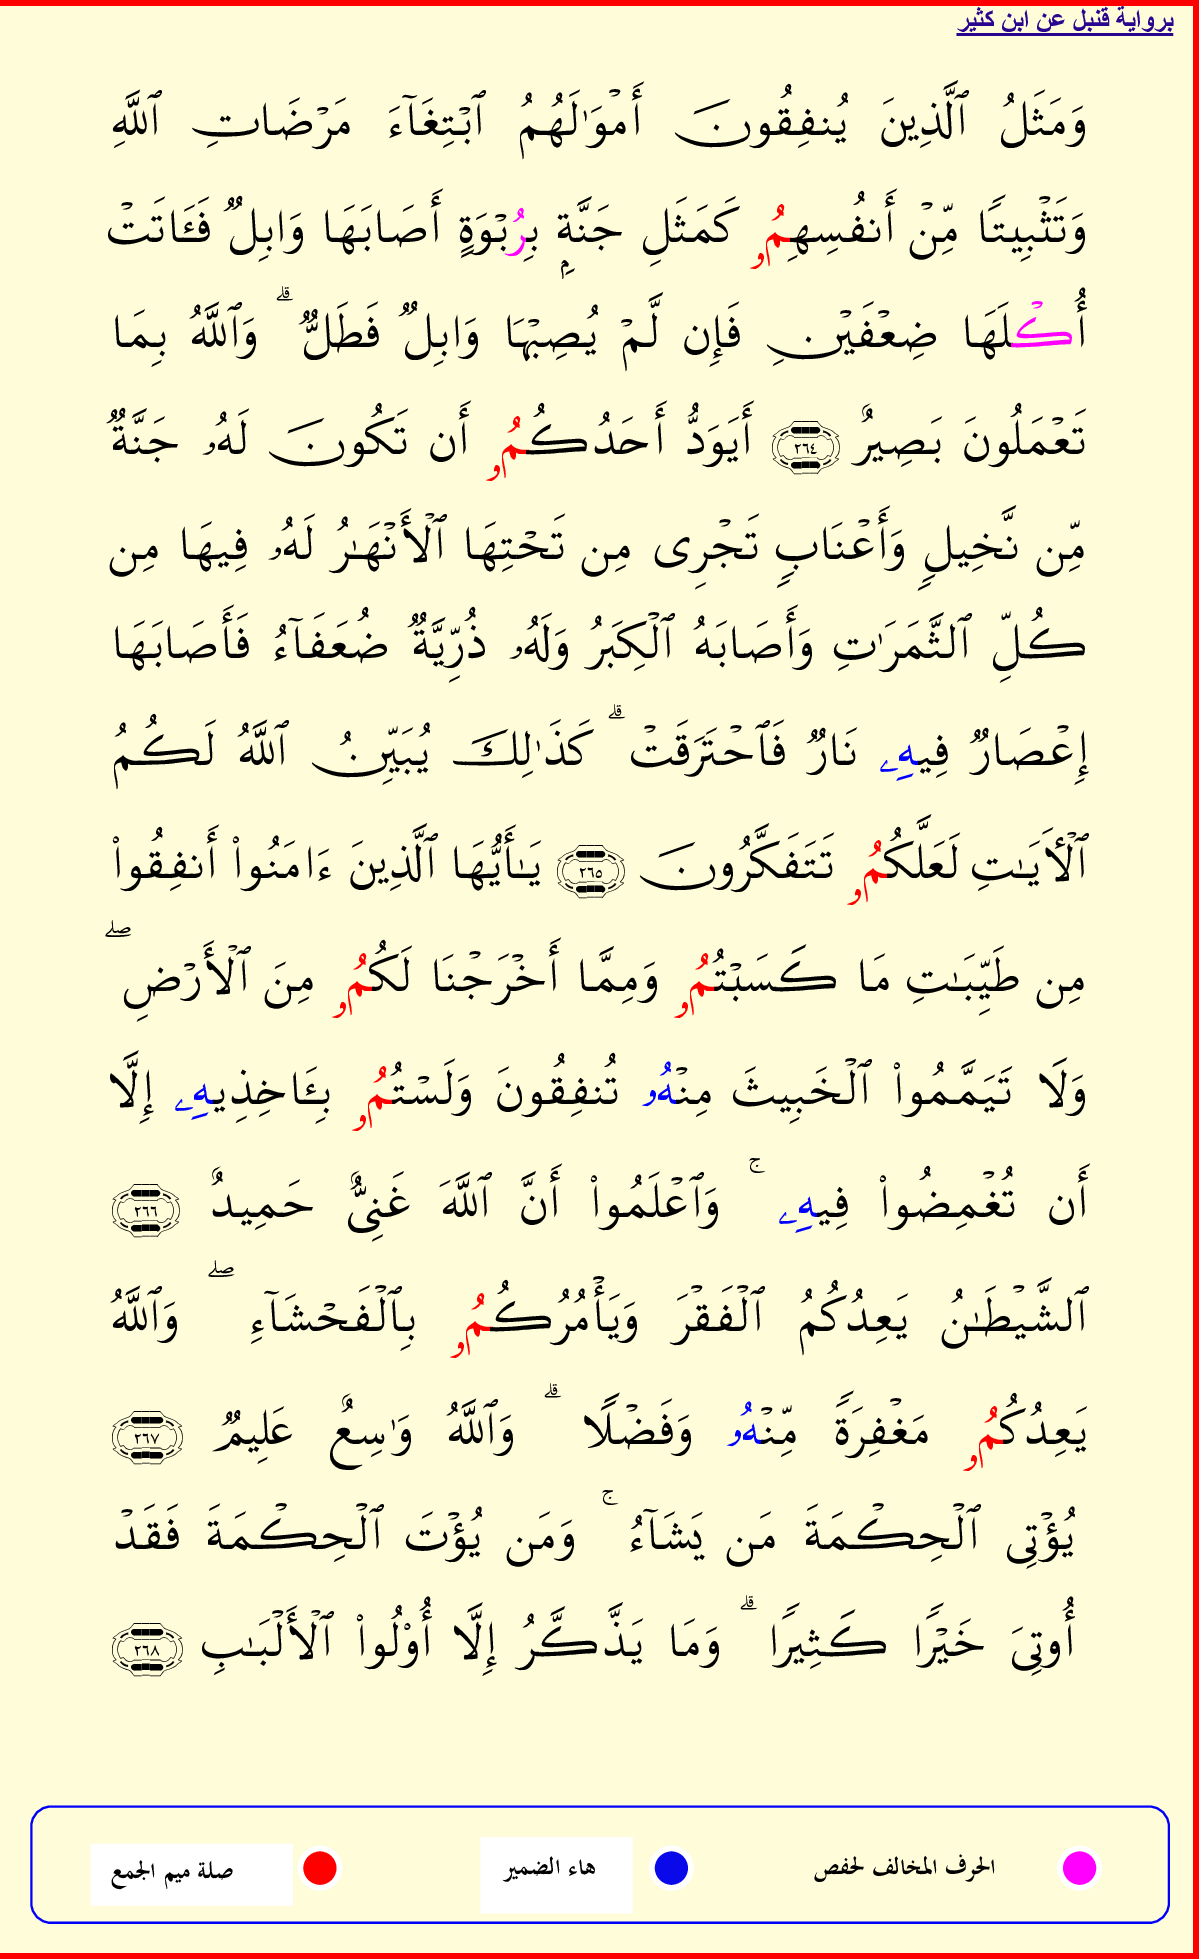 برواية قنبل عن ابن كثير
وَمَثَلُ ٱلَّذِينَ يُنفِقُونَ أَمۡوَٰلَهُمُ ٱبۡتِغَآءَ مَرۡضَاتِ ٱللَّهِ
وَتَثۡبِيتٗا مِّنۡ أَنفُسِهِمُۥ كَمَثَلِ جَنَّةِۭ بِرُبۡوَةٍ أَصَابَهَا وَابِلٞ فَـَٔاتَتۡ
أُكۡلَهَا ضِعۡفَيۡنِ فَإِن لَّمۡ يُصِبۡهَا وَابِلٞ فَطَلّٞۗ وَٱللَّهُ بِمَا
تَعۡمَلُونَ بَصِيرٌ ٢٦٤ أَيَوَدُّ أَحَدُكُمُۥ أَن تَكُونَ لَهُۥ جَنَّةٞ
مِّن نَّخِيلٖ وَأَعۡنَابٖ تَجۡرِى مِن تَحۡتِهَا ٱلۡأَنۡهَٰرُ لَهُۥ فِيهَا مِن
كُلِّ ٱلثَّمَرَٰتِ وَأَصَابَهُ ٱلۡكِبَرُ وَلَهُۥ ذُرِّيَّةٞ ضُعَفَآءُ فَأَصَابَهَا
إِعۡصَارٞ فِيهِۦ نَارٞ فَٱحۡتَرَقَتۡۗ كَذَٰلِكَ يُبَيِّنُ ٱللَّهُ لَكُمُ
ٱلۡأٓيَٰتِ لَعَلَّكُمُۥ تَتَفَكَّرُونَ ٢٦٥ يَٰٓأَيُّهَا ٱلَّذِينَ ءَامَنُواْ أَنفِقُواْ
مِن طَيِّبَٰتِ مَا كَسَبۡتُمُۥ وَمِمَّا أَخۡرَجۡنَا لَكُمُۥ مِنَ ٱلۡأَرۡضِۖ
وَلَا تَيَمَّمُواْ ٱلۡخَبِيثَ مِنۡهُۥ تُنفِقُونَ وَلَسۡتُمُۥ بِـَٔاخِذِيهِۦ إِلَّا
أَن تُغۡمِضُواْ فِيهِۦۚ وَٱعۡلَمُواْ أَنَّ ٱللَّهَ غَنِىٌّ حَمِيدٌ ٢٦٦
ٱلشَّيۡطَٰنُ يَعِدُكُمُ ٱلۡفَقۡرَ وَيَأۡمُرُكُمُۥ بِٱلۡفَحۡشَآءِۖ وَٱللَّهُ
يَعِدُكُمُۥ مَغۡفِرَةٗ مِّنۡهُۥ وَفَضۡلٗاۗ وَٱللَّهُ وَٰسِعٌ عَلِيمٞ ٢٦٧
يُؤۡتِى ٱلۡحِكۡمَةَ مَن يَشَآءُۚ وَمَن يُؤۡتَ ٱلۡحِكۡمَةَ فَقَدۡ
أُوتِىَ خَيۡرٗا كَثِيرٗاۗ وَمَا يَذَّكَّرُ إِلَّا أُوْلُواْ ٱلۡأَلۡبَٰبِ ٢٦٨
الحرف المخالف لحفص هاء الضمير صلة ميم الجمع